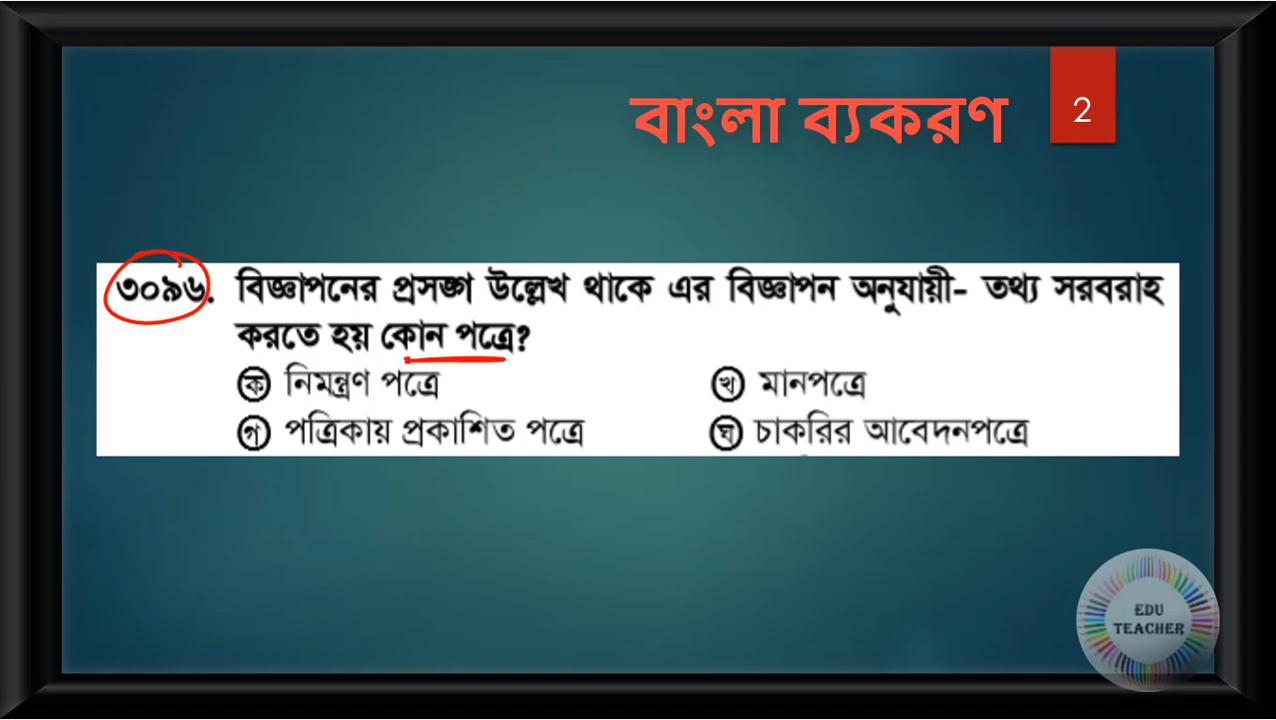 বাংলা ব্যকরণ
2
৩০৯৬. বিজ্ঞাপনের প্রসঙ্গ উল্লেখ থাকে এর বিজ্ঞাপন অনুযায়ী- তথ্য সরবরাহ
করতে হয় কোন পত্রে?
ক নিমন্ত্রণ পত্রে খ মানপত্রে
গ পত্রিকায় প্রকাশিত পত্রে ঘ চাকরির আবেদনপত্রে
EDU
TEACHER